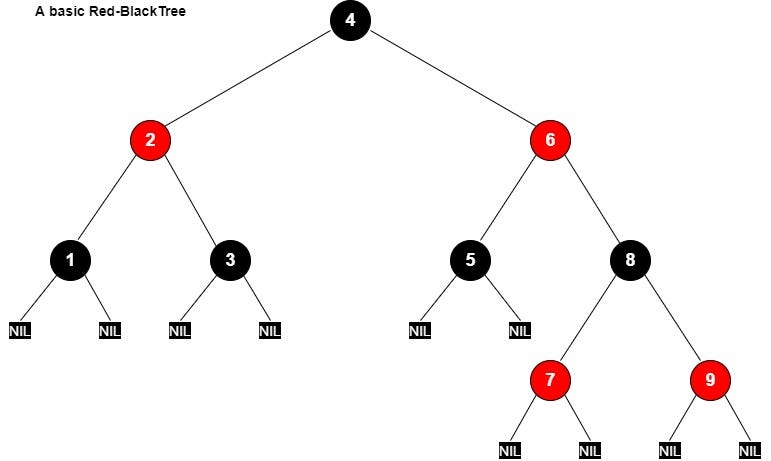 A basic Red-BlackTree
4
2 6
1 3 5 8
NIL NIL NIL NIL NIL NIL
7 9
NIL NIL NIL NIL